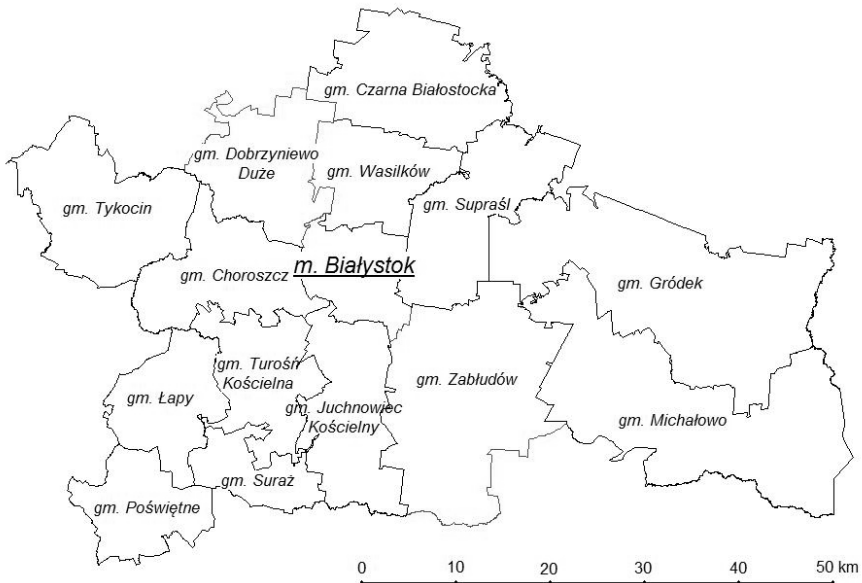 gm. Czarna Białostocka
gm. Dobrzyniewo
Duże
gm. Wasilków
gm. Tykocin
gm. Supraśl
gm. Choroszcz
m. Białystok
gm. Gródek
gm. Turośń
Kościelna
gm. Zabłudów
gm. Łapy
gm. Juchnowiec
Kościelny
gm. Michałowo
gm. Suraż
gm. Poświętne
0 10 20 30 40 50 km